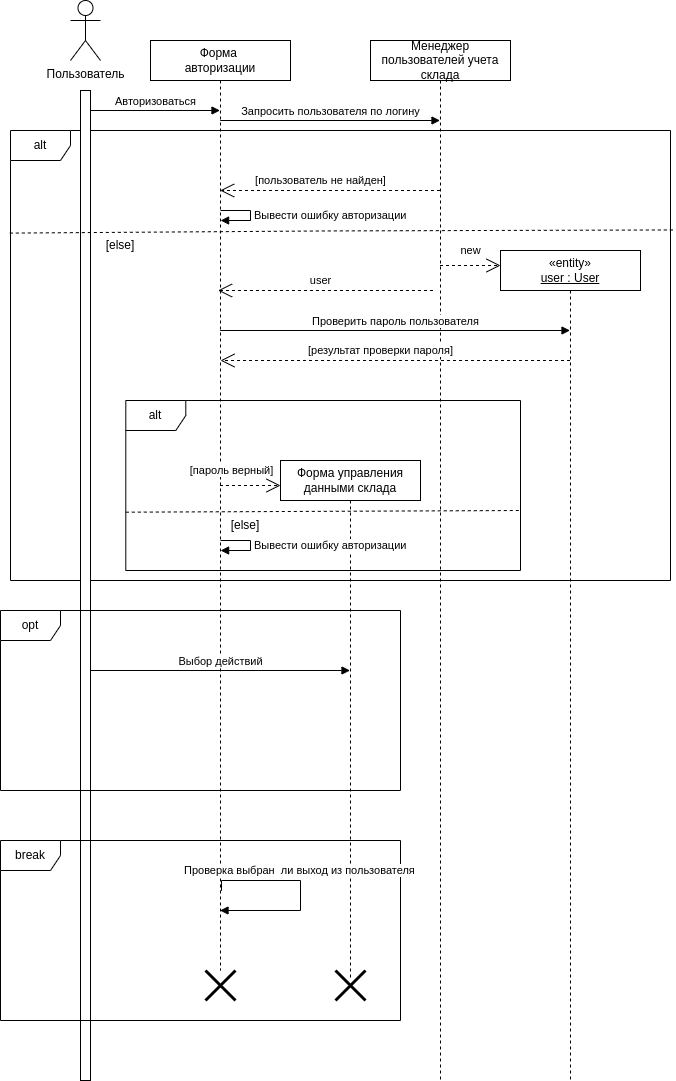 Пользователь
Форма
авторизации
Менеджер
пользователей учета
склада
Авторизоваться
Запросить пользователя по логину
alt
[пользователь не найден]
Вывести ошибку авторизации
[else]
new
«entity»
user : User
user
Проверить пароль пользователя
[результат проверки пароля]
alt
[пароль верный]
Форма управления
данными склада
[else]
Вывести ошибку авторизации
opt
Выбор действий
break
Проверка выбран  ли выход из пользователя